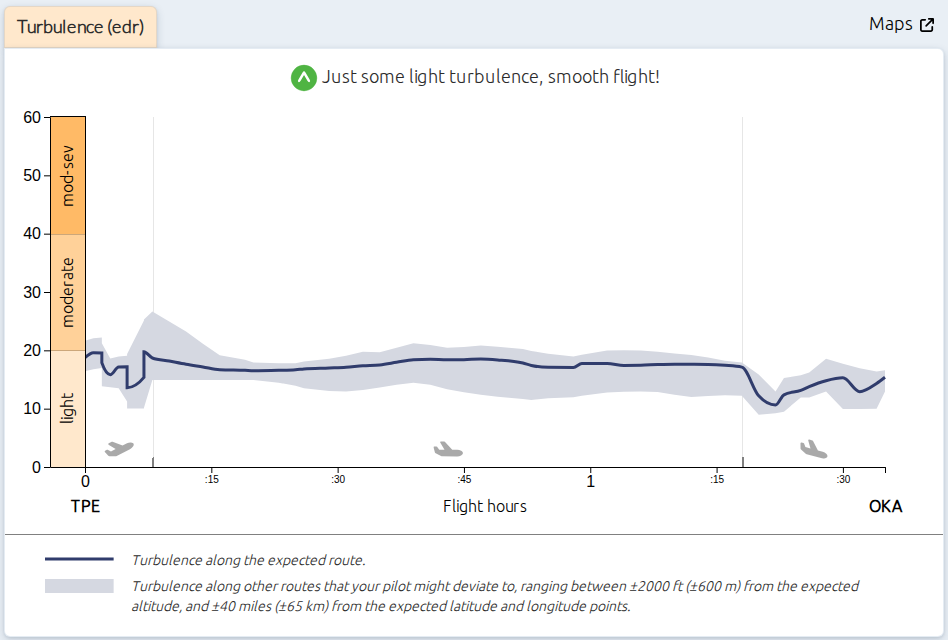 Turbulence (edr)
Maps
Just some light turbulence, smooth flight!
60
50
40
30
20
10
0
mod-sev
moderate
light
0
:15
:30
:45
1
:15
:30
TPE
Flight hours
OKA
Turbulence along the expected route.
Turbulence along other routes that your pilot might deviate to, ranging between ±2000 ft (±600 m) from the expected
altitude, and ±40 miles (±65 km) from the expected latitude and longitude points.